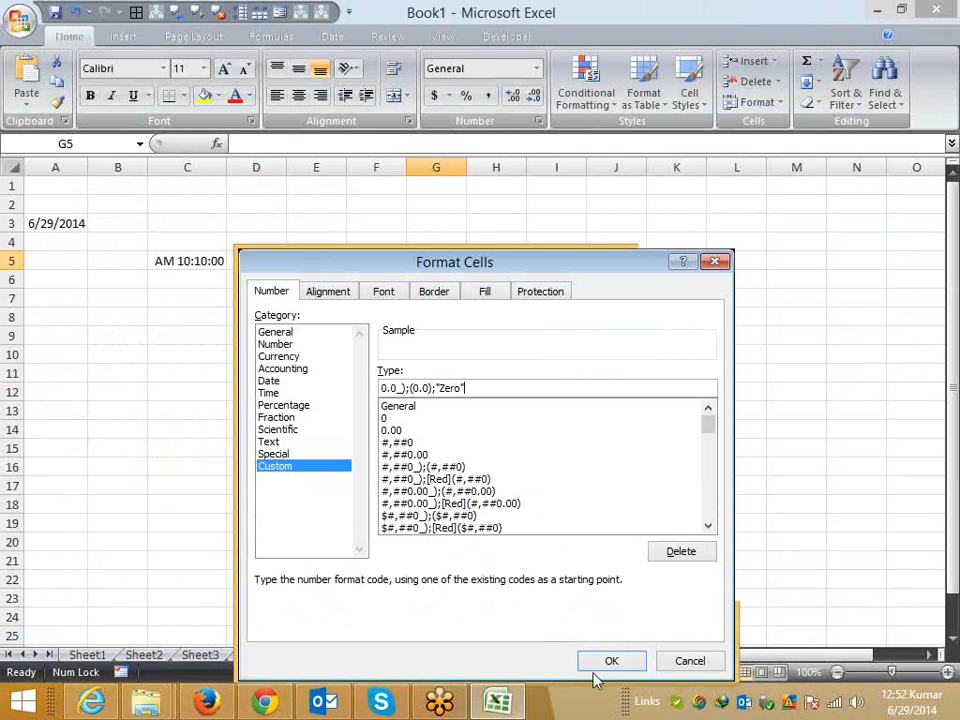 Book1 - Microsoft Excel
Home Insert Page Layout Formulas Data Review View Developer
Calibri 11 General Insert Σ
Paste B I U $ % , Conditional Formatting Format as Table Cell Styles Delete Format Sort & Filter Find & Select
Clipboard Font Alignment Number Styles Cells Editing
G5 fx
A B C D E F G H I J K L M N O
1
2
3 6/29/2014
4
5 AM 10:10:00
6
7
8
9
10
11
12
13
14
15
16
17
18
19
20
21
22
23
24
25
Format Cells
Number Alignment Font Border Fill Protection
Category:
General
Number
Currency
Accounting
Date
Time
Percentage
Fraction
Scientific
Text
Special
Custom
Sample
Type:
0.0_);(0.0);"Zero"
General
0
0.00
#,##0
#,##0.00
#,##0_);(#,##0)
#,##0_);[Red](#,##0)
#,##0.00_);(#,##0.00)
#,##0.00_);[Red](#,##0.00)
$#,##0_);($#,##0)
$#,##0_);[Red]($#,##0)
Delete
Type the number format code, using one of the existing codes as a starting point.
OK Cancel
Sheet1 Sheet2 Sheet3
Ready Num Lock 100%
Links 12:52 Kumar
6/29/2014